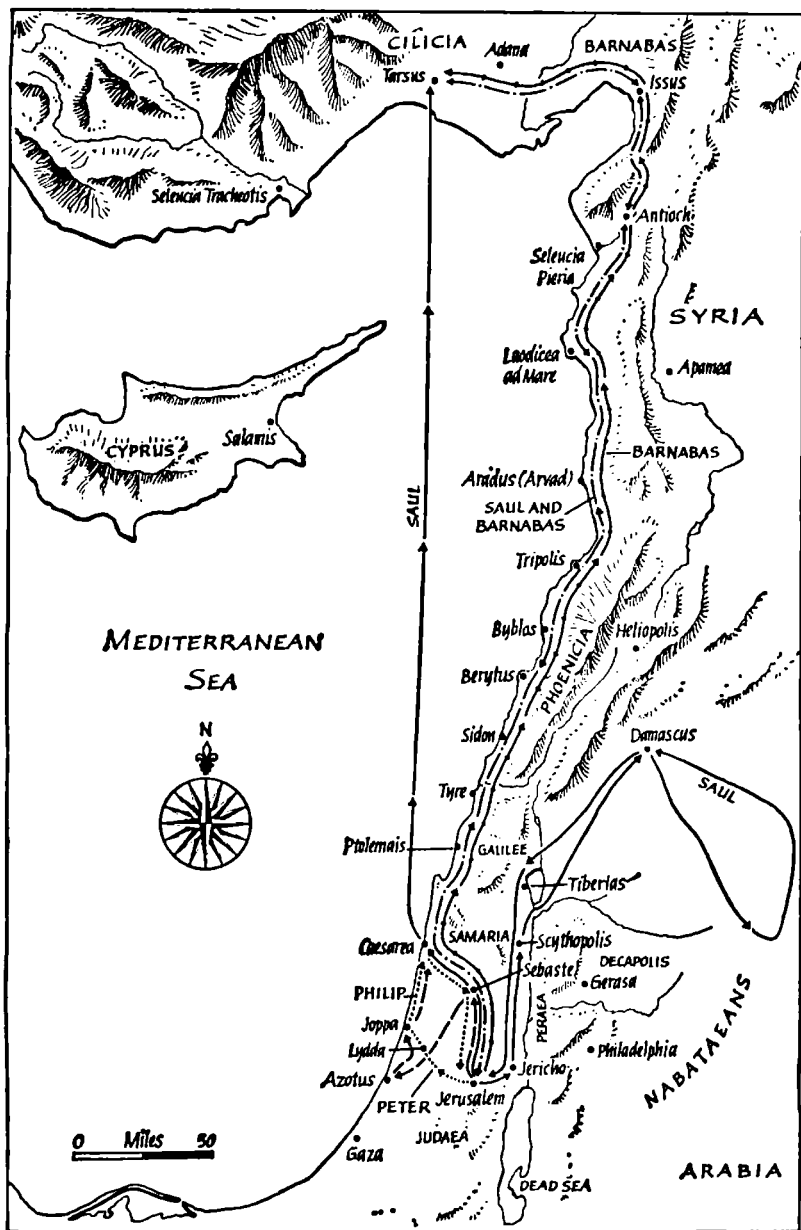 CILICIA
Adana
BARNABAS
Tarsus
Issus
Seleucia Tracheotis
Antioch
Seleucia
Pieria
SYRIA
Laodicea
ad Mare
Apamea
CYPRUS
Salamis
BARNABAS
Aradus (Arvad)
SAUL AND
BARNABAS
SAUL
Tripolis
Byblos
Heliopolis
PHOENICIA
MEDITERRANEAN
SEA
Berytus
Sidon
Damascus
N
SAUL
Tyre
Ptolemais
GALILEE
Tiberias
Caesarea
SAMARIA
Scythopolis
Sebaste
DECAPOLIS
Gerasa
PHILIP
PERAEA
Joppa
Lydda
Philadelphia
NABATAEANS
Azotus
Jericho
Jerusalem
PETER
JUDAEA
0 Miles 50
Gaza
ARABIA
DEAD SEA